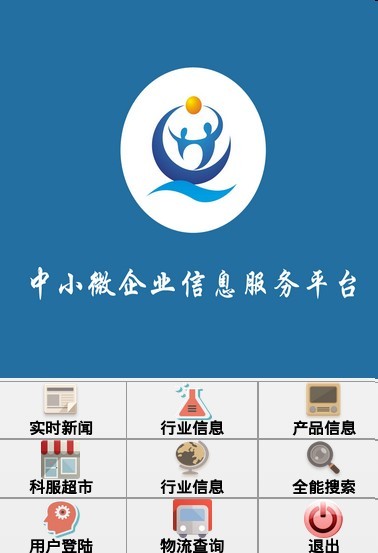 中小微企业信息服务平台
实时新闻 行业信息 产品信息
科服超市 行业信息 全能搜索
用户登陆 物流查询 退出